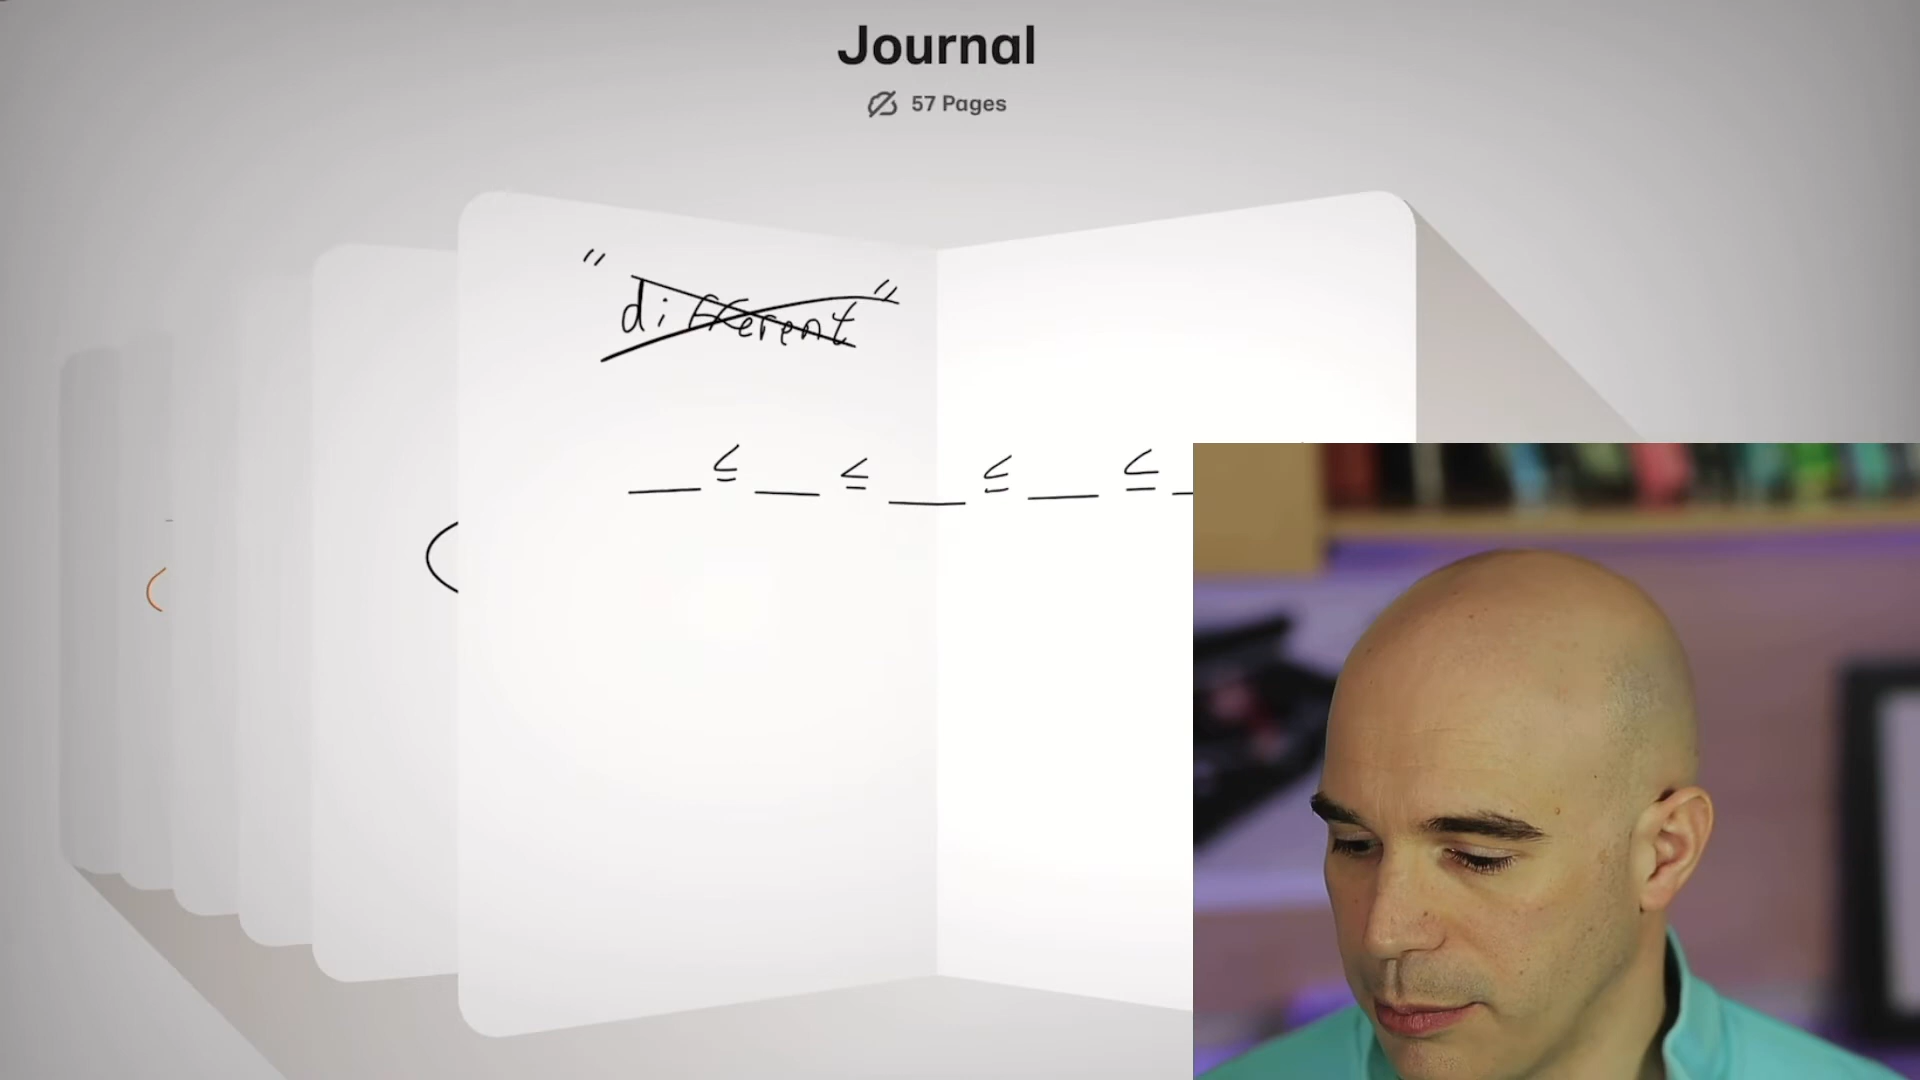 Journal
57 Pages
"different"
__ ≤ __ ≤ __ ≤ __ ≤ _